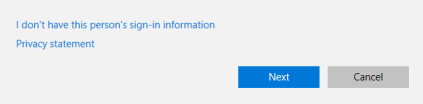 I don't have this person's sign-in information
Privacy statement
Next Cancel